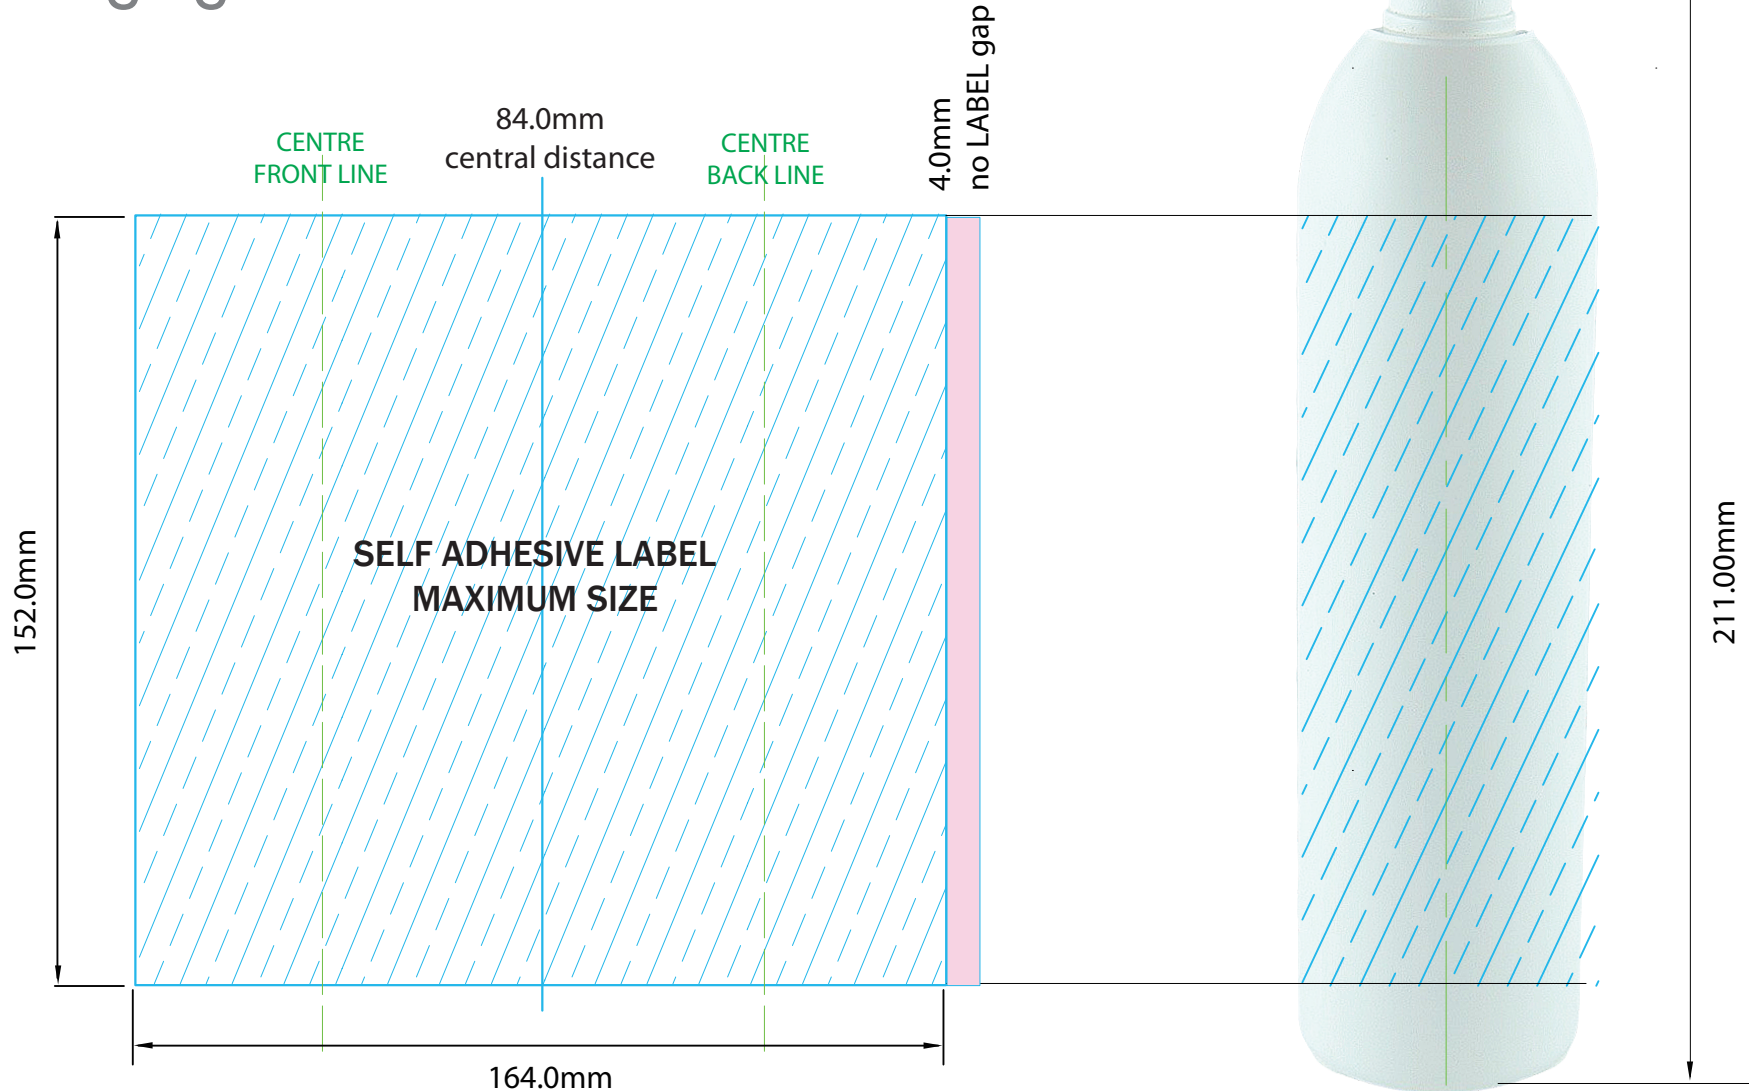 84.0mm
central distance
CENTRE
FRONT LINE
CENTRE
BACK LINE
4.0mm
no LABEL gap
152.0mm
SELF ADHESIVE LABEL
MAXIMUM SIZE
211.00mm
164.0mm